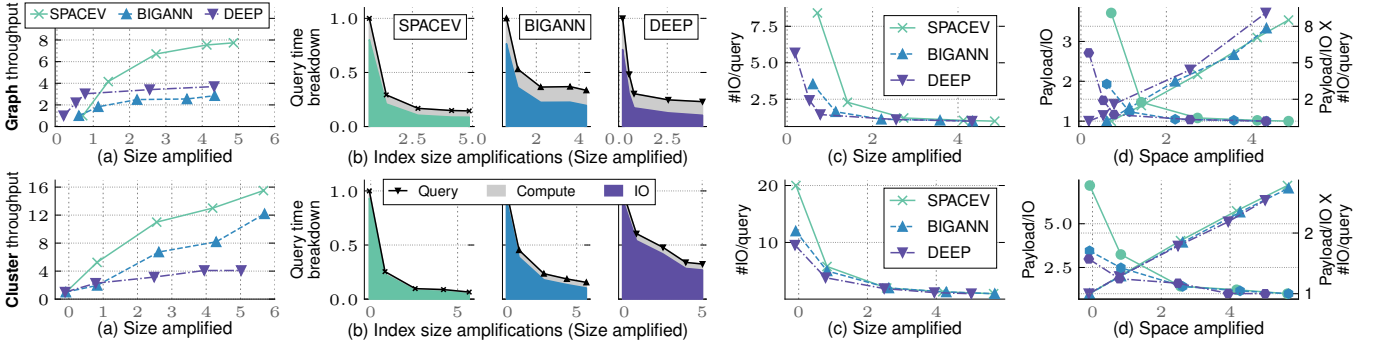 SPACEV BIGANN DEEP
Graph throughput
8
6
4
2
0
0 1 2 3 4 5 6
(a) Size amplified
Query time
breakdown
1.0
0.5
0.0
SPACEV
BIGANN
DEEP
2.5 5.0
0 2 4
0.0 2.5
(b) Index size amplifications (Size amplified)
#IO/query
7.5
5.0
2.5
SPACEV
BIGANN
DEEP
0 2 4
(c) Size amplified
Payload/IO
3
2
1
8
5
2
Payload/IO X
#IO/query
0 2 4
(d) Space amplified
Cluster throughput
16
12
8
4
0
0 1 2 3 4 5 6
(a) Size amplified
Query time
breakdown
1.0
0.5
0.0
Query Compute IO
0 5
0 5
0 5
(b) Index size amplifications (Size amplified)
#IO/query
20
10
SPACEV
BIGANN
DEEP
0 2 4
(c) Size amplified
Payload/IO
5.0
2.5
2
1
Payload/IO X
#IO/query
0 2 4
(d) Space amplified